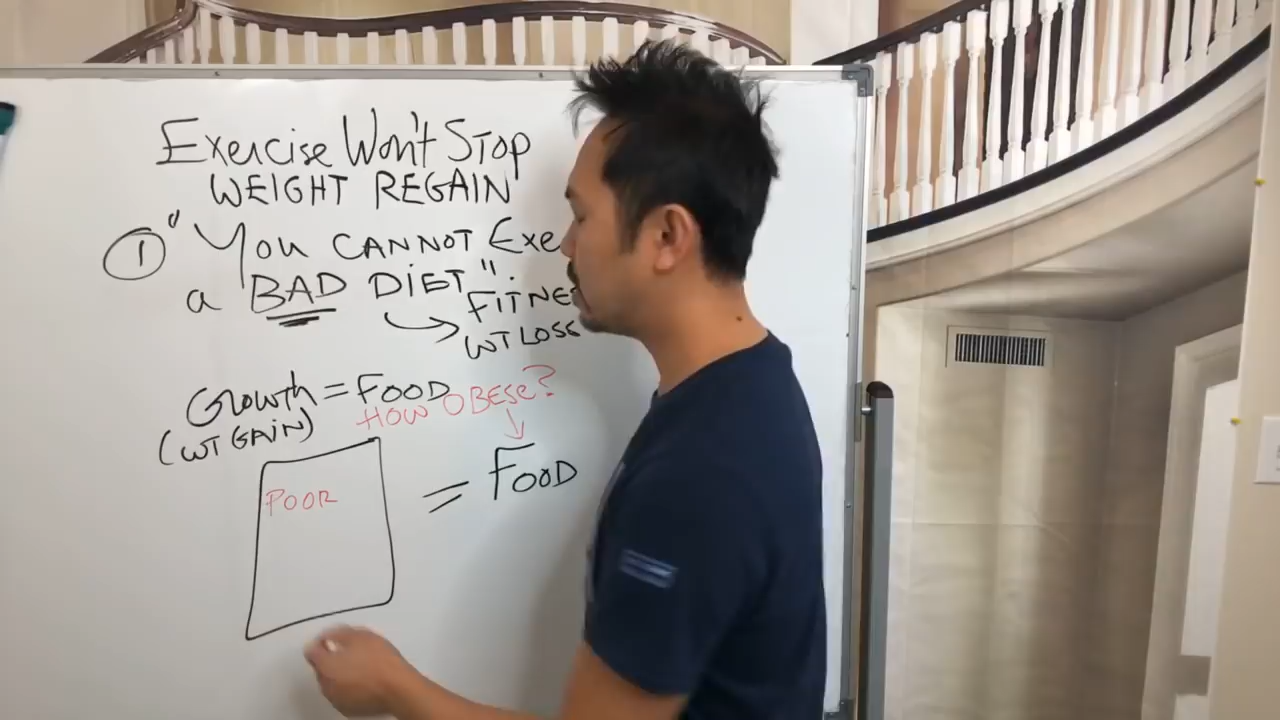 Exercise Won't Stop
WEIGHT REGAIN
① "You CANNOT Exe
a BAD DIET".
FITNE
WT LOSS
Growth = FOOD
(WT GAIN)
HOW OBESE?
POOR
= FOOD